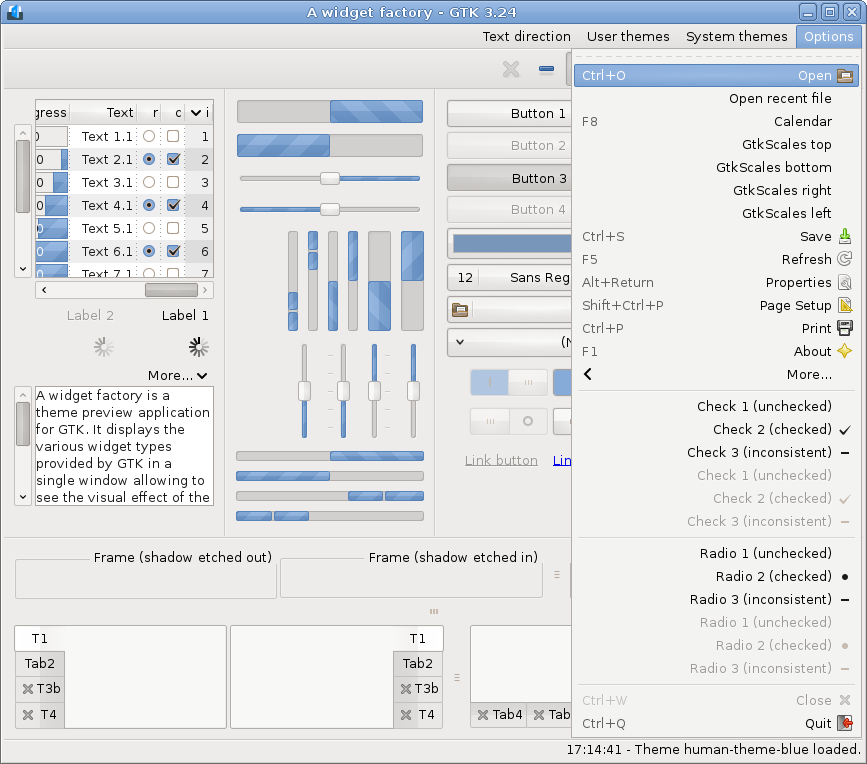 A widget factory - GTK 3.24
Text direction User themes System themes Options
gress Text r c i
0 Text 1.1 1
0 Text 2.1 2
0 Text 3.1 3
0 Text 4.1 4
Text 5.1 5
0 Text 6.1 6
0 Text 7.1 7
Label 2 Label 1
More...
A widget factory is a
theme preview application
for GTK. It displays the
various widget types
provided by GTK in a
single window allowing to
see the visual effect of the
Button 1
Button 2
Button 3
Button 4
12 Sans Reg
(N
Link button Lin
Ctrl+O Open
Open recent file
F8 Calendar
GtkScales top
GtkScales bottom
GtkScales right
GtkScales left
Ctrl+S Save
F5 Refresh
Alt+Return Properties
Shift+Ctrl+P Page Setup
Ctrl+P Print
F1 About
More...
Check 1 (unchecked)
Check 2 (checked)
Check 3 (inconsistent)
Check 1 (unchecked)
Check 2 (checked)
Check 3 (inconsistent)
Radio 1 (unchecked)
Radio 2 (checked)
Radio 3 (inconsistent)
Radio 1 (unchecked)
Radio 2 (checked)
Radio 3 (inconsistent)
Ctrl+W Close
Ctrl+Q Quit
Frame (shadow etched out) Frame (shadow etched in)
T1
Tab2
T3b
T4
T1
Tab2
T3b
T4
Tab4 Tab
17:14:41 - Theme human-theme-blue loaded.